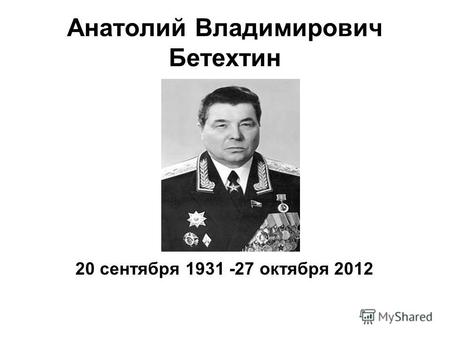 Анатолий Владимирович
Бетехтин
20 сентября 1931 -27 октября 2012
MyShared